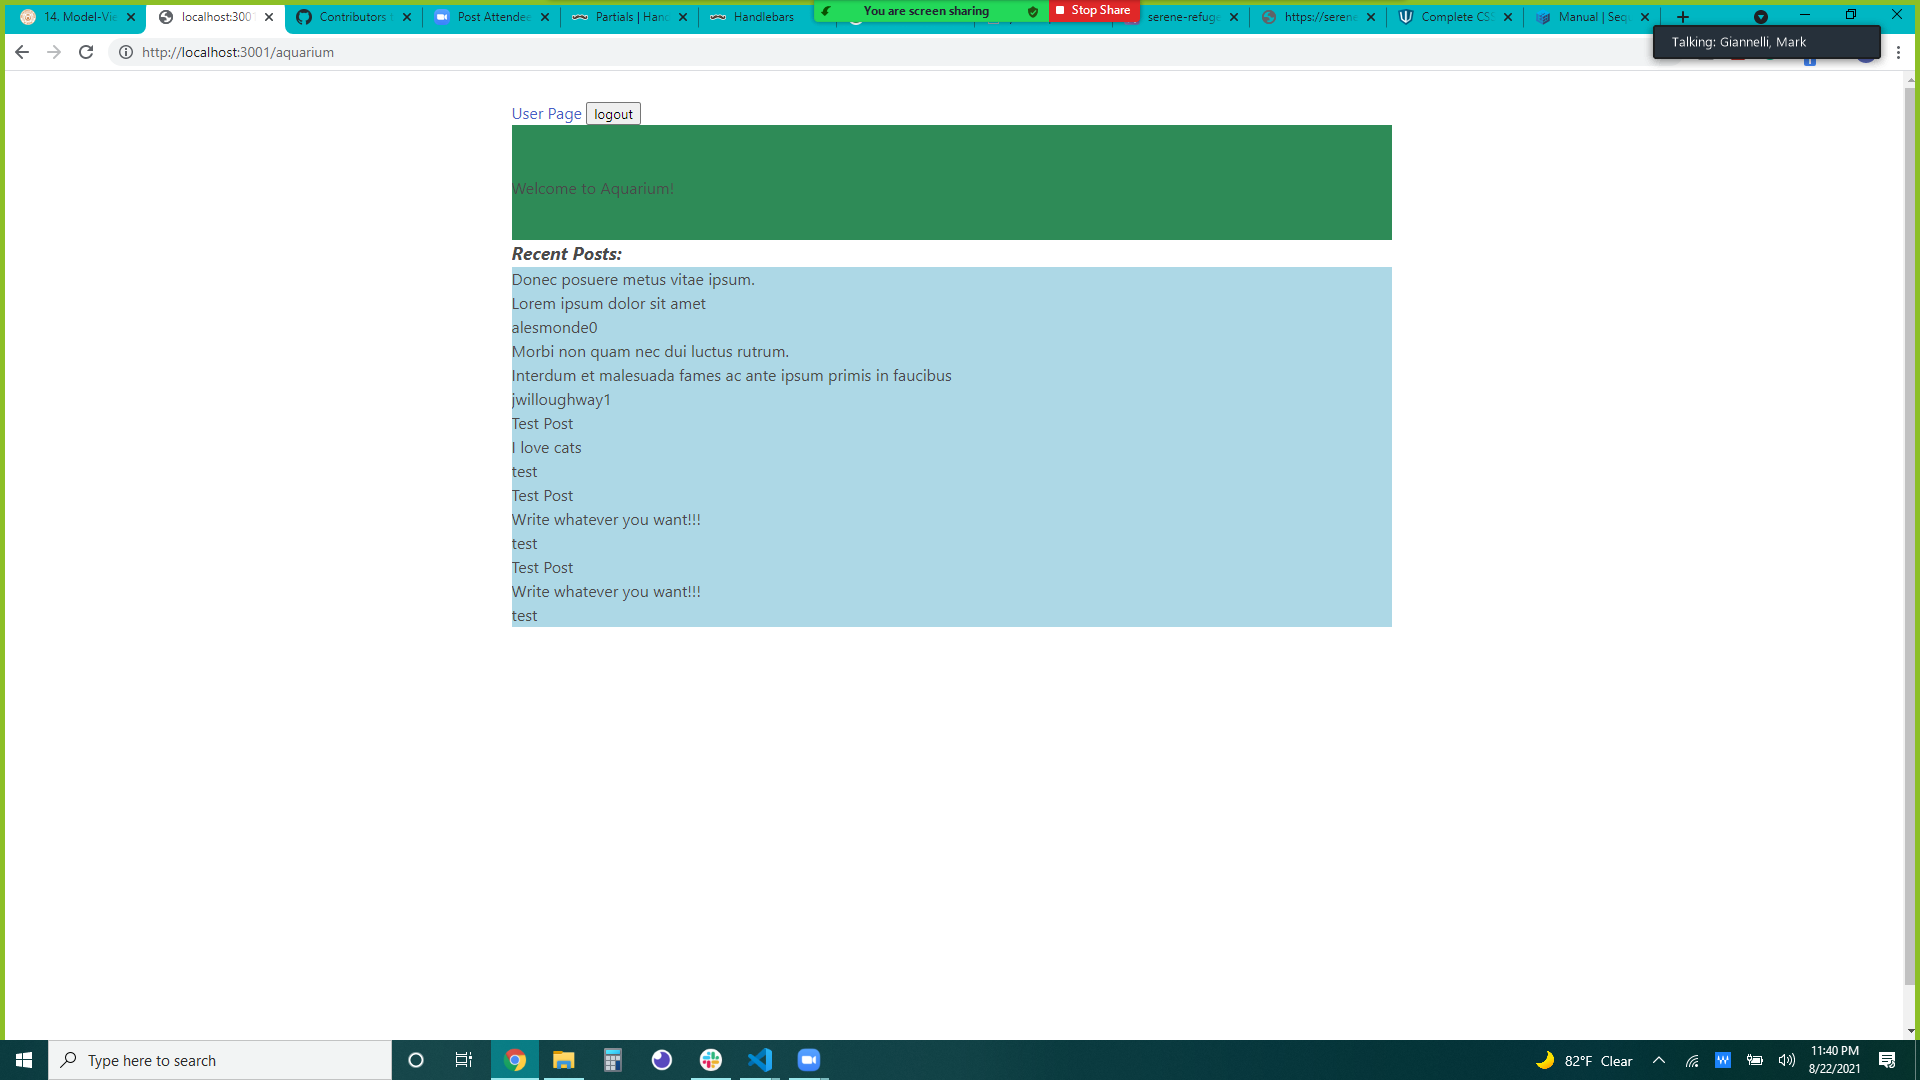 14. Model-Vie
localhost:3001
Contributors t
Post Attendee
Partials | Hand
Handlebars
You are screen sharing
Stop Share
serene-refuge
https://serene
Complete CSS
Manual | Sequ
http://localhost:3001/aquarium
Talking: Giannelli, Mark
User Page logout
Welcome to Aquarium!
Recent Posts:
Donec posuere metus vitae ipsum.
Lorem ipsum dolor sit amet
alesmonde0
Morbi non quam nec dui luctus rutrum.
Interdum et malesuada fames ac ante ipsum primis in faucibus
jwilloughway1
Test Post
I love cats
test
Test Post
Write whatever you want!!!
test
Test Post
Write whatever you want!!!
test
Type here to search
82°F Clear
11:40 PM
8/22/2021